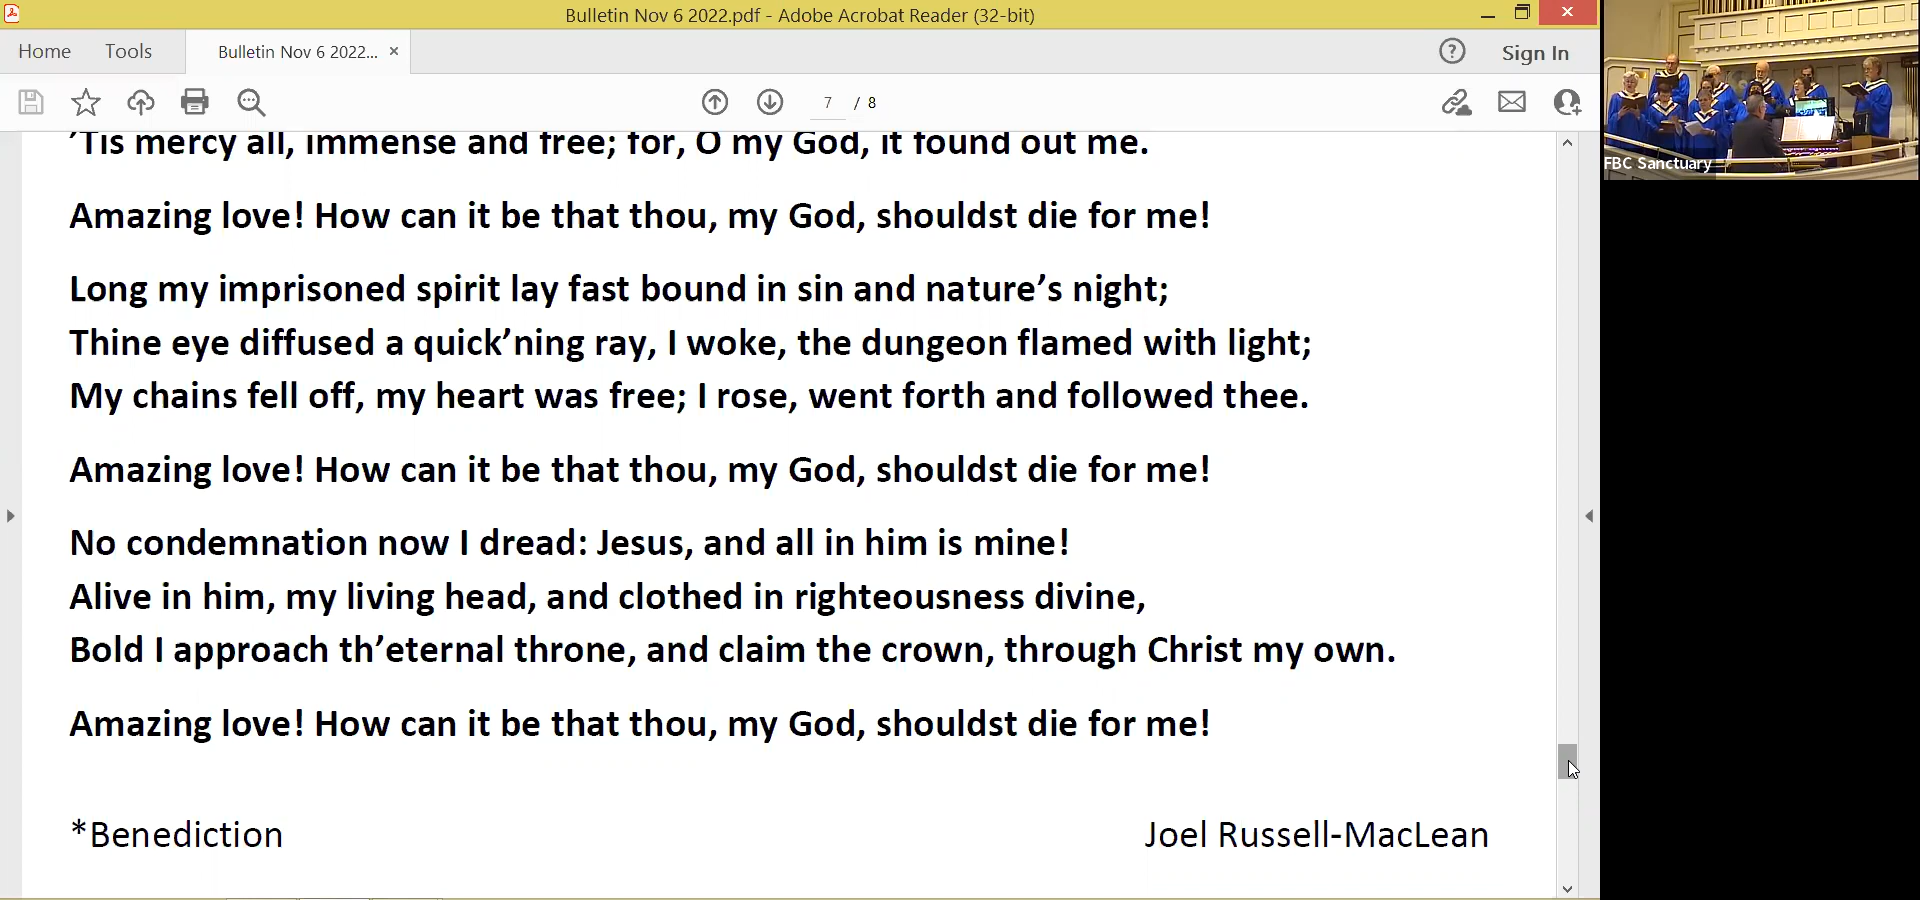 Bulletin Nov 6 2022.pdf - Adobe Acrobat Reader (32-bit)
Home Tools Bulletin Nov 6 2022... × Sign In
7 / 8
’Tis mercy all, immense and free; for, O my God, it found out me.
Amazing love! How can it be that thou, my God, shouldst die for me!
Long my imprisoned spirit lay fast bound in sin and nature’s night;
Thine eye diffused a quick’ning ray, I woke, the dungeon flamed with light;
My chains fell off, my heart was free; I rose, went forth and followed thee.
Amazing love! How can it be that thou, my God, shouldst die for me!
No condemnation now I dread: Jesus, and all in him is mine!
Alive in him, my living head, and clothed in righteousness divine,
Bold I approach th’eternal throne, and claim the crown, through Christ my own.
Amazing love! How can it be that thou, my God, shouldst die for me!
*Benediction Joel Russell-MacLean
FBC Sanctuary